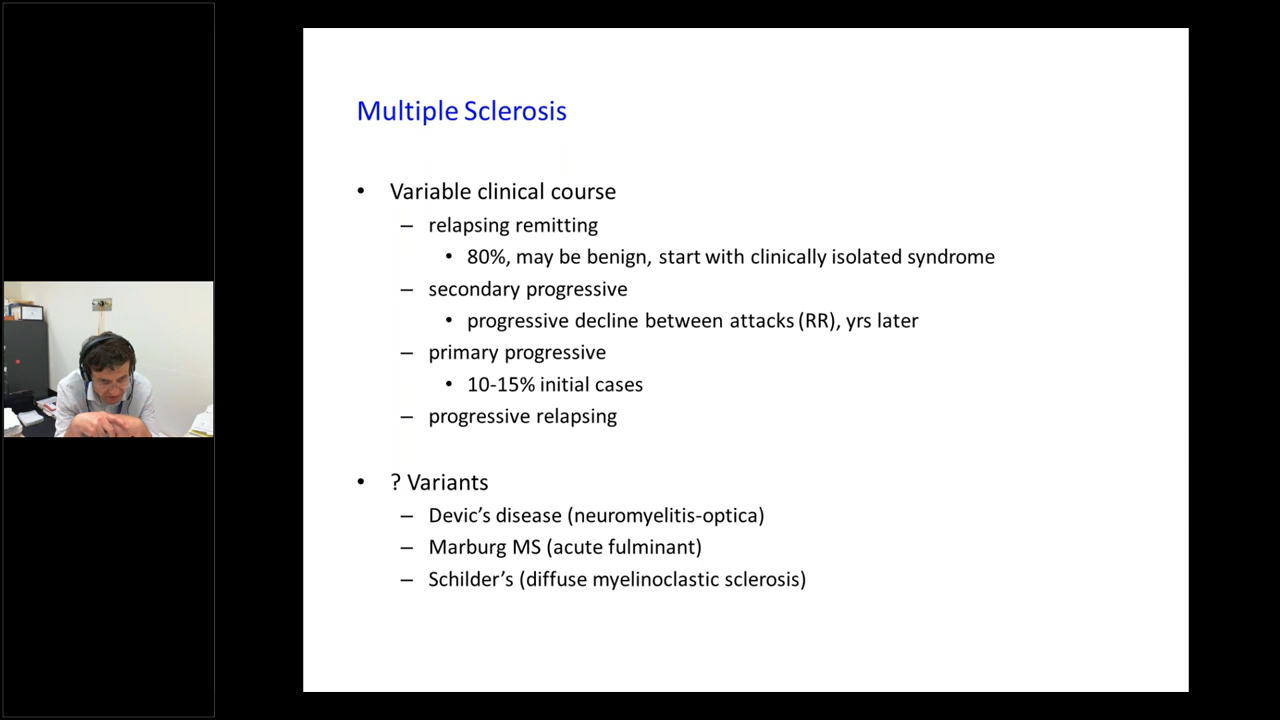 Multiple Sclerosis
• Variable clinical course
– relapsing remitting
• 80%, may be benign, start with clinically isolated syndrome
– secondary progressive
• progressive decline between attacks (RR), yrs later
– primary progressive
• 10-15% initial cases
– progressive relapsing
• ? Variants
– Devic’s disease (neuromyelitis-optica)
– Marburg MS (acute fulminant)
– Schilder’s (diffuse myelinoclastic sclerosis)